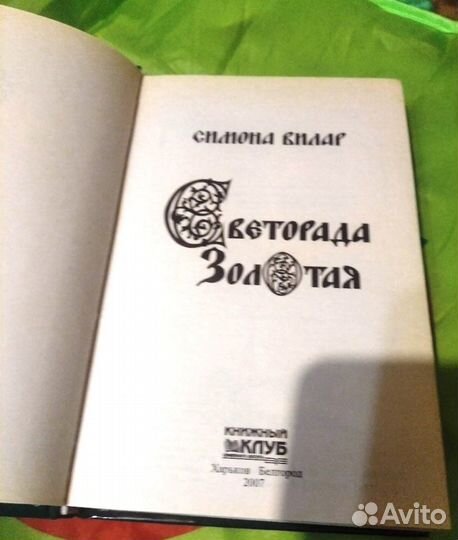 СИМОНА ВИЛАР
СВЕТОРАДА
ЗОЛОТАЯ
КНИЖНЫЙ
КЛУБ
Харьков Белгород
2007
Avito